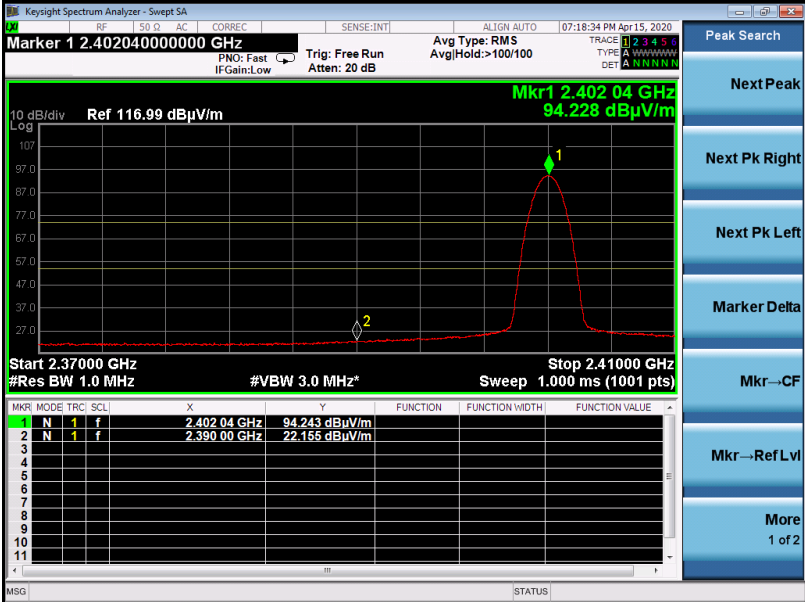 Keysight Spectrum Analyzer - Swept SA
LXI RF 50 Ω AC CORREC SENSE:INT ALIGN AUTO 07:18:34 PM Apr 15, 2020
Marker 1 2.402040000000 GHz
PNO: Fast
IFGain:Low
Trig: Free Run
Atten: 20 dB
Avg Type: RMS
Avg|Hold:>100/100
TRACE 1 2 3 4 5 6
TYPE A WWWWW
DET A N N N N N
Mkr1 2.402 04 GHz
94.228 dBµV/m
10 dB/div Ref 116.99 dBµV/m
Log
107
97.0
87.0
77.0
67.0
57.0
47.0
37.0
27.0
1
2
Start 2.37000 GHz Stop 2.41000 GHz
#Res BW 1.0 MHz #VBW 3.0 MHz* Sweep 1.000 ms (1001 pts)
MKR MODE TRC SCL X Y FUNCTION FUNCTION WIDTH FUNCTION VALUE
1 N 1 f 2.402 04 GHz 94.243 dBµV/m
2 N 1 f 2.390 00 GHz 22.155 dBµV/m
3
4
5
6
7
8
9
10
11
MSG STATUS
Peak Search
Next Peak
Next Pk Right
Next Pk Left
Marker Delta
Mkr→CF
Mkr→Ref Lvl
More
1 of 2